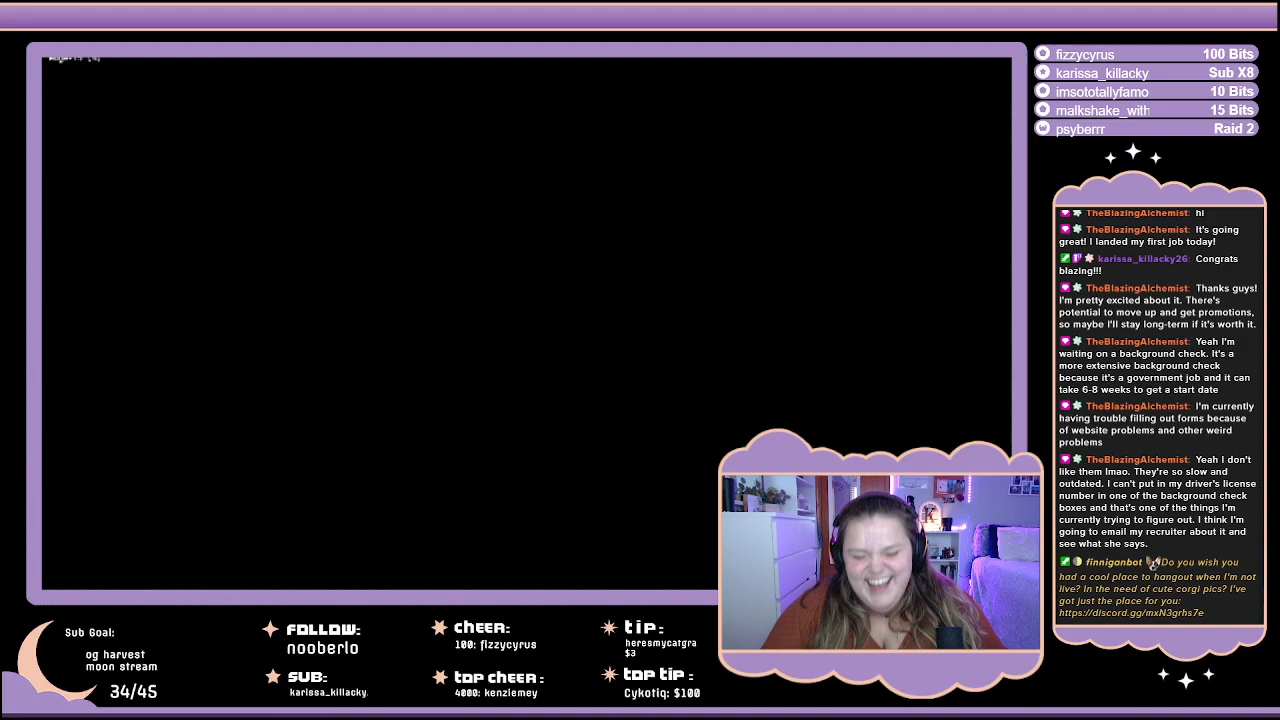 fizzycyrus 100 Bits
karissa_killacky Sub X8
imsototallyfamo 10 Bits
malkshake_with 15 Bits
psyberrr Raid 2
TheBlazingAlchemist: hi
TheBlazingAlchemist: It's going
great! I landed my first job today!
karissa_killacky26: Congrats
blazing!!!
TheBlazingAlchemist: Thanks guys!
I'm pretty excited about it. There's
potential to move up and get promotions,
so maybe I'll stay long-term if it's worth it.
TheBlazingAlchemist: Yeah I'm
waiting on a background check. It's a
more extensive background check
because it's a government job and it can
take 6-8 weeks to get a start date
TheBlazingAlchemist: I'm currently
having trouble filling out forms because
of website problems and other weird
problems
TheBlazingAlchemist: Yeah I don't
like them lmao. They're so slow and
outdated. I can't put in my driver's license
number in one of the background check
boxes and that's one of the things I'm
currently trying to figure out. I think I'm
going to email my recruiter about it and
see what she says.
finniganbot Do you wish you
had a cool place to hangout when I'm not
live? In the need of cute corgi pics? I've
got just the place for you:
https://discord.gg/mxN3grhs7e
K
Sub Goal:
og harvest
moon stream
34/45
FOLLOW:
nooberlo
SUB:
karissa_killacky.
CHEER:
100: fizzycyrus
TOP CHEER:
4000: kenziemey
TIP:
heresmycatgra
$3
TOP TIP:
Cykotiq: $100